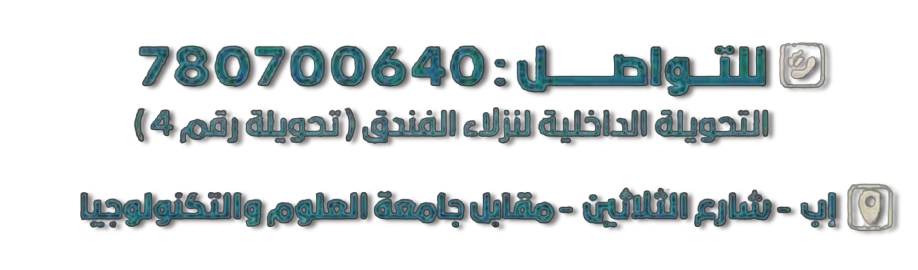 للتواصل : 780700640
التحويلة الداخلية لنزلاء الفندق ( تحويلة رقم 4 )
إب - شارع الثلاثين - مقابل جامعة العلوم والتكنولوجيا